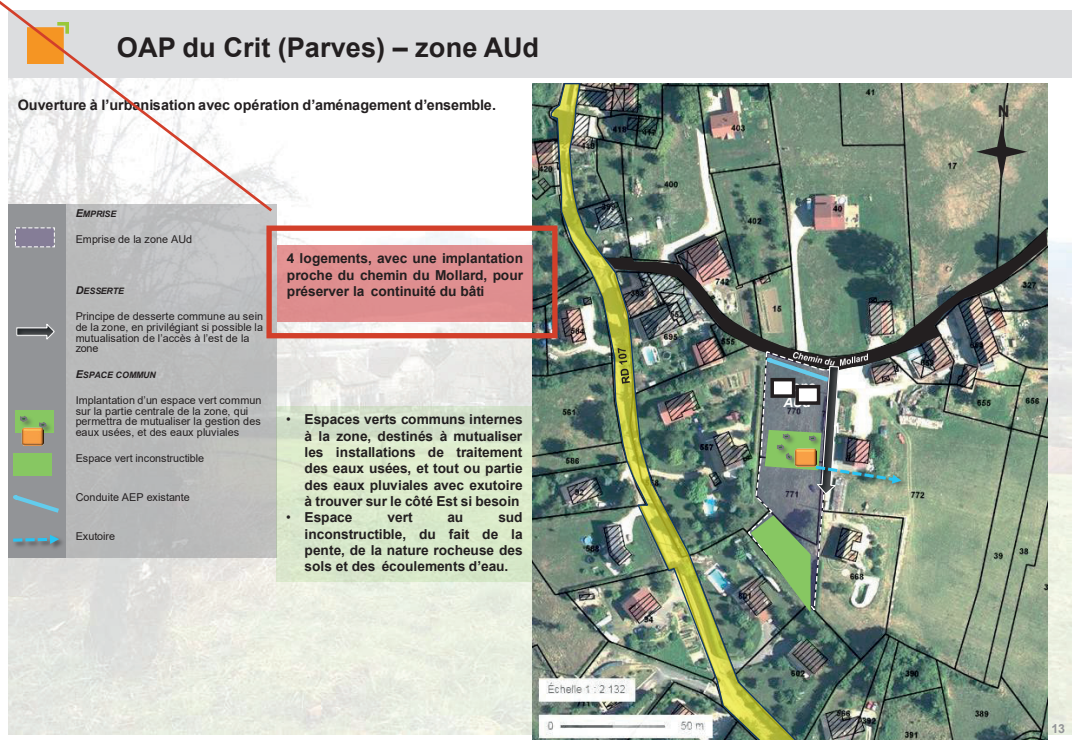 OAP du Crit (Parves) – zone AUd
Ouverture à l'urbanisation avec opération d'aménagement d'ensemble.
EMPRISE
Emprise de la zone AUd
DESSERTE
Principe de desserte commune au sein
de la zone, en privilégiant si possible la
mutualisation de l'accès à l'est de la
zone
ESPACE COMMUN
Implantation d'un espace vert commun
sur la partie centrale de la zone, qui
permettra de mutualiser la gestion des
eaux usées, et des eaux pluviales
Espace vert inconstructible
Conduite AEP existante
Exutoire
4 logements, avec une implantation
proche du chemin du Mollard, pour
préserver la continuité du bâti
• Espaces verts communs internes
à la zone, destinés à mutualiser
les installations de traitement
des eaux usées, et tout ou partie
des eaux pluviales avec exutoire
à trouver sur le côté Est si besoin
• Espace vert au sud
inconstructible, du fait de la
pente, de la nature rocheuse des
sols et des écoulements d'eau.
41
N
403
17
400
402
40
742
15
327
695
655
Chemin du Mollard
RD 107
AUd
770
655
656
561
587
586
771
772
39
38
668
94
602
390
389
391
392
Échelle 1 : 2 132
0
50 m
13